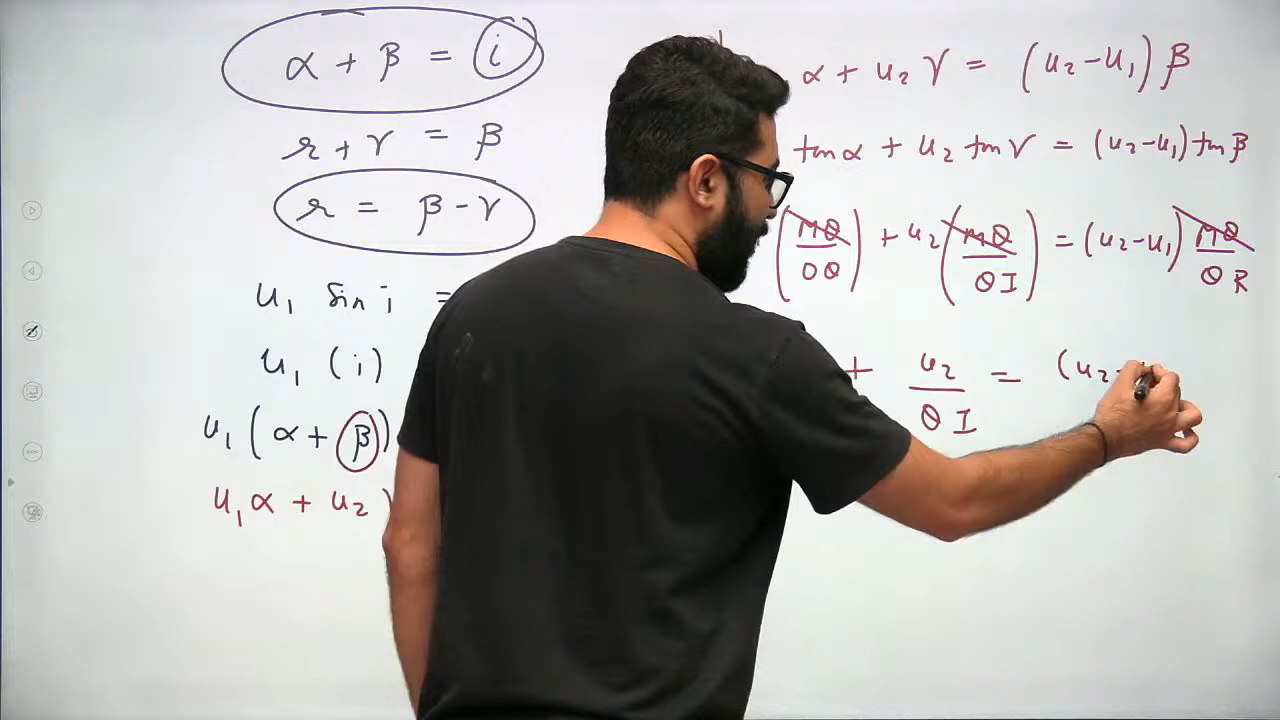 α + β = i
r + γ = β
r = β - γ
u₁ sin i =
u₁ (i)
u₁ (α + β)
u₁α + u₂
α + u₂ γ = (u₂-u₁) β
tan α + u₂ tan γ = (u₂-u₁) tan β
(MQ/OQ) + u₂ (MQ/QI) = (u₂-u₁) MQ/QR
+ u₂/QI = (u₂-